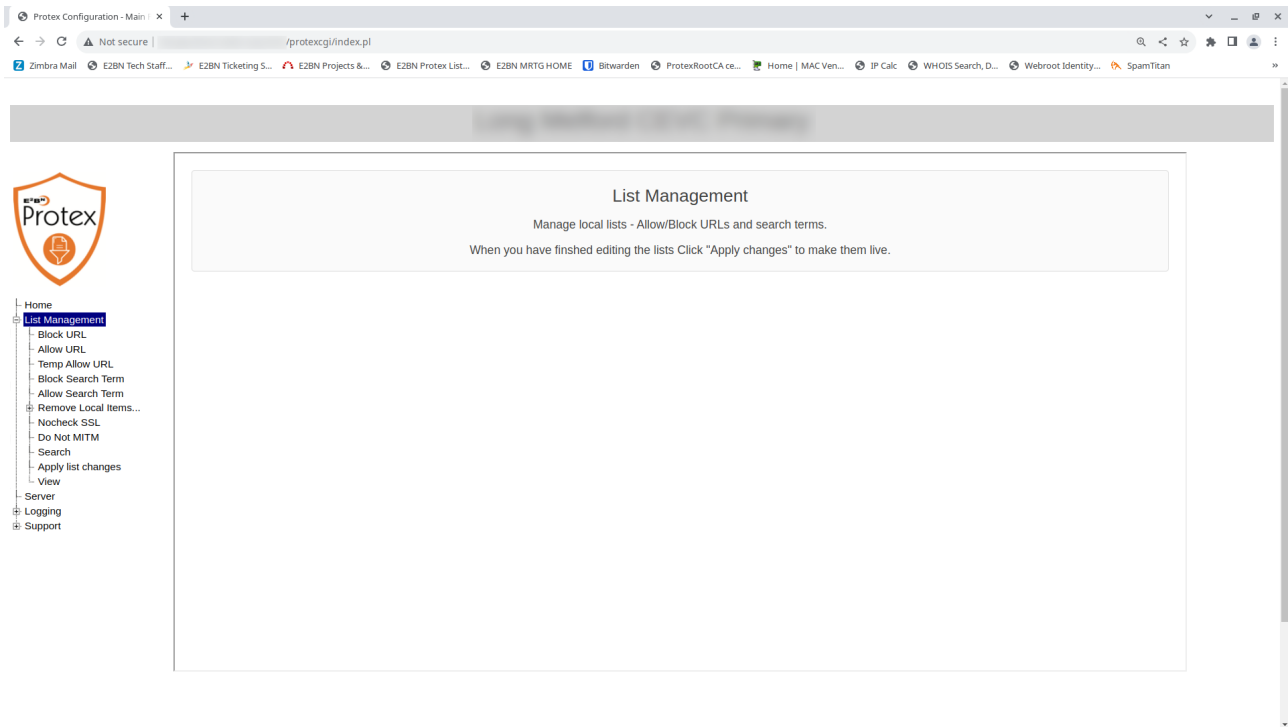 Protex Configuration - Main
Not secure
/protexcgi/index.pl
Zimbra Mail
E2BN Tech Staff...
E2BN Ticketing S...
E2BN Projects &...
E2BN Protex List...
E2BN MRTG HOME
Bitwarden
ProtexRootCA ce...
Home | MAC Ven...
IP Calc
WHOIS Search, D...
Webroot Identity...
SpamTitan
E2BN
Protex
List Management
Manage local lists - Allow/Block URLs and search terms.
When you have finshed editing the lists Click "Apply changes" to make them live.
Home
List Management
Block URL
Allow URL
Temp Allow URL
Block Search Term
Allow Search Term
Remove Local Items...
Nocheck SSL
Do Not MITM
Search
Apply list changes
View
Server
Logging
Support